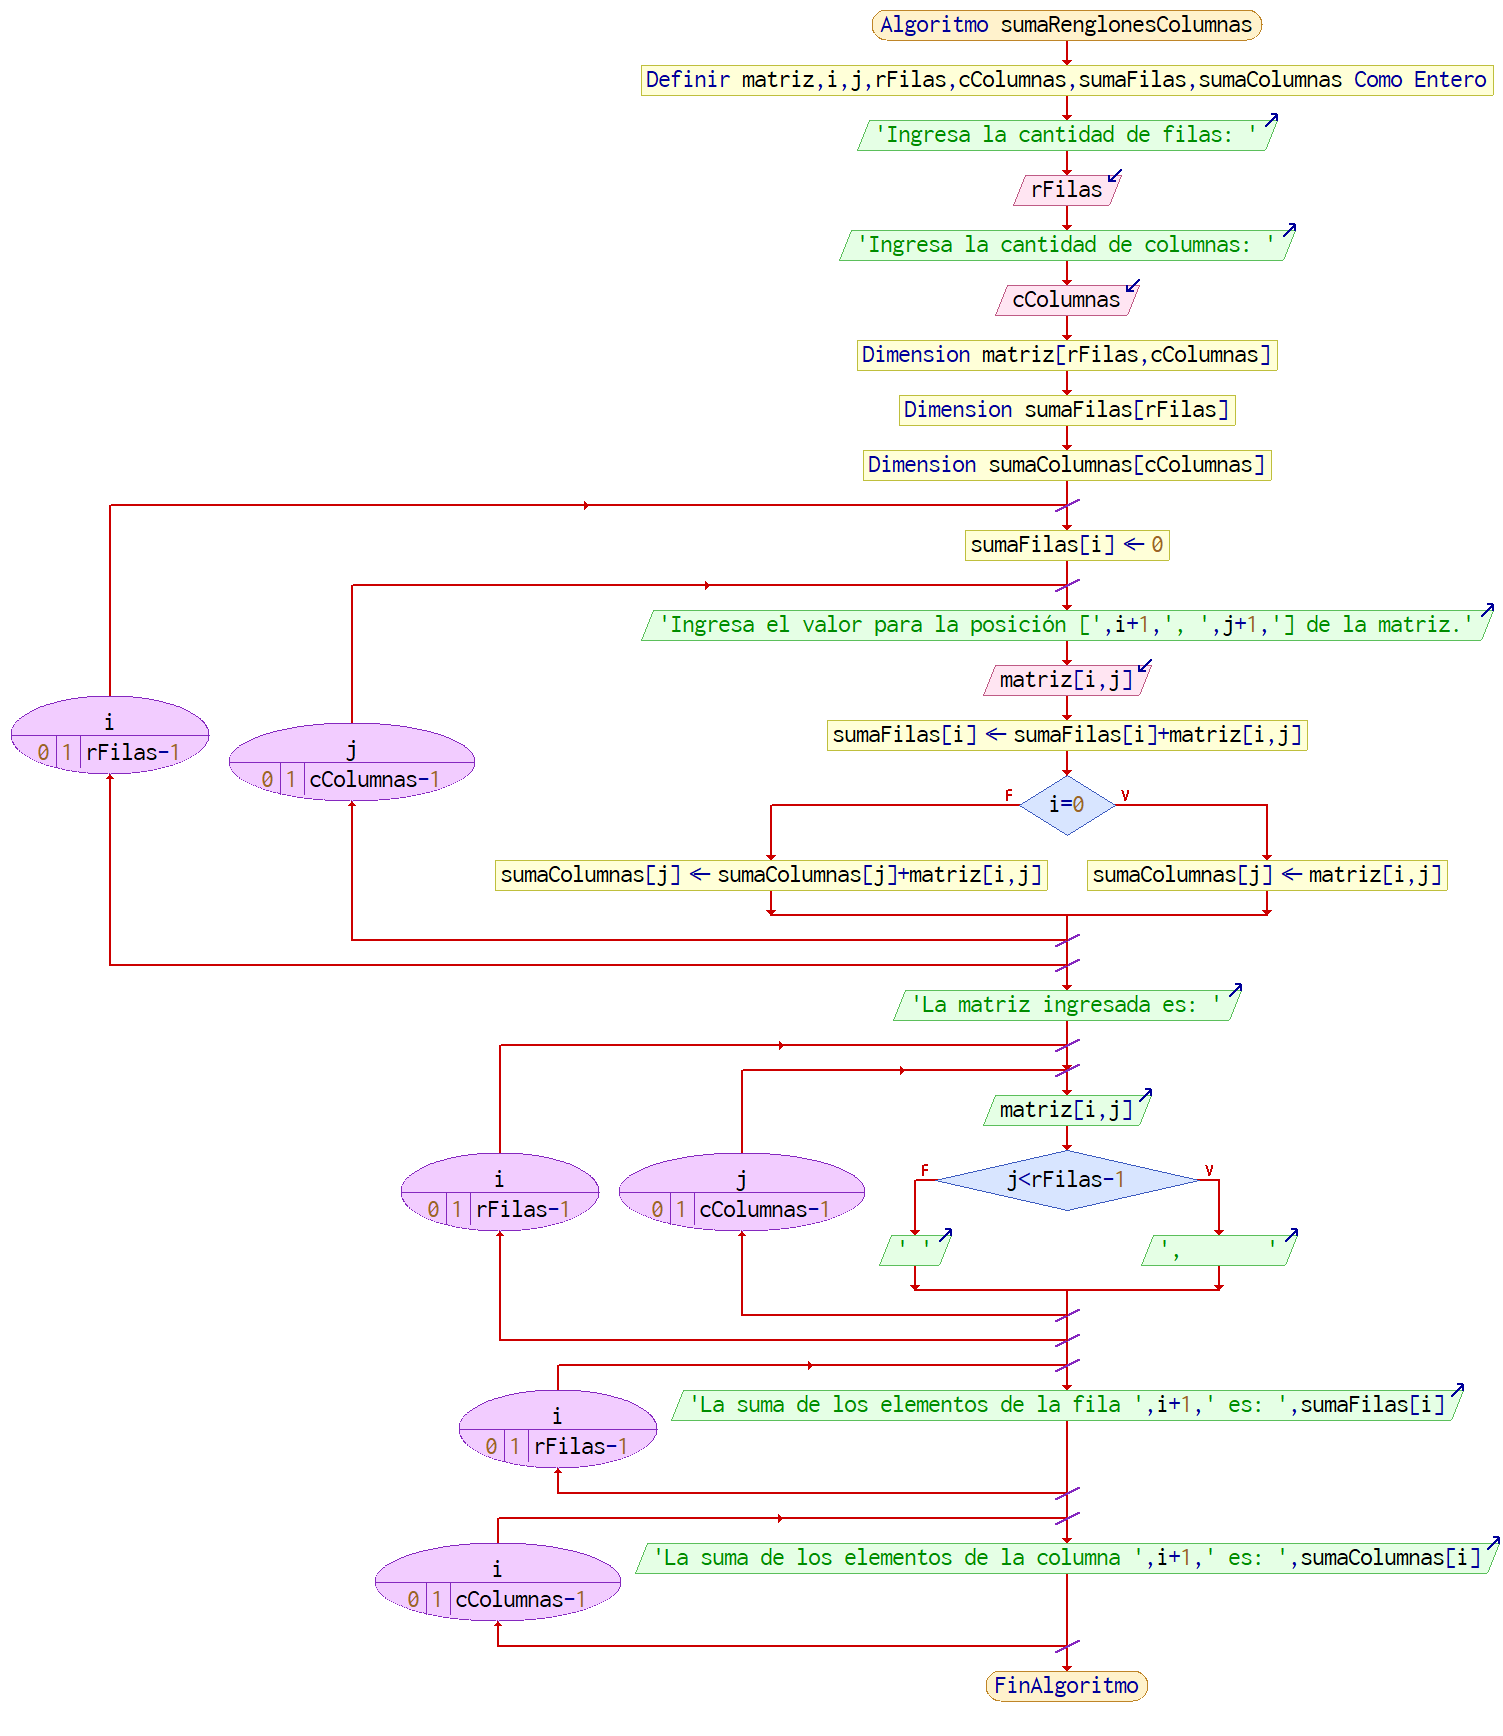 Algoritmo sumaRenglonesColumnas
Definir matriz,i,j,rFilas,cColumnas,sumaFilas,sumaColumnas Como Entero
'Ingresa la cantidad de filas: '
rFilas
'Ingresa la cantidad de columnas: '
cColumnas
Dimension matriz[rFilas,cColumnas]
Dimension sumaFilas[rFilas]
Dimension sumaColumnas[cColumnas]
sumaFilas[i] ← 0
'Ingresa el valor para la posición [',i+1,', ',j+1,'] de la matriz.'
matriz[i,j]
i
0 1 rFilas-1
j
0 1 cColumnas-1
sumaFilas[i] ← sumaFilas[i]+matriz[i,j]
F V
i=0
sumaColumnas[j] ← sumaColumnas[j]+matriz[i,j]
sumaColumnas[j] ← matriz[i,j]
'La matriz ingresada es: '
matriz[i,j]
i
0 1 rFilas-1
j
0 1 cColumnas-1
F V
j<rFilas-1
' '
',       '
i
0 1 rFilas-1
'La suma de los elementos de la fila ',i+1,' es: ',sumaFilas[i]
i
0 1 cColumnas-1
'La suma de los elementos de la columna ',i+1,' es: ',sumaColumnas[i]
FinAlgoritmo